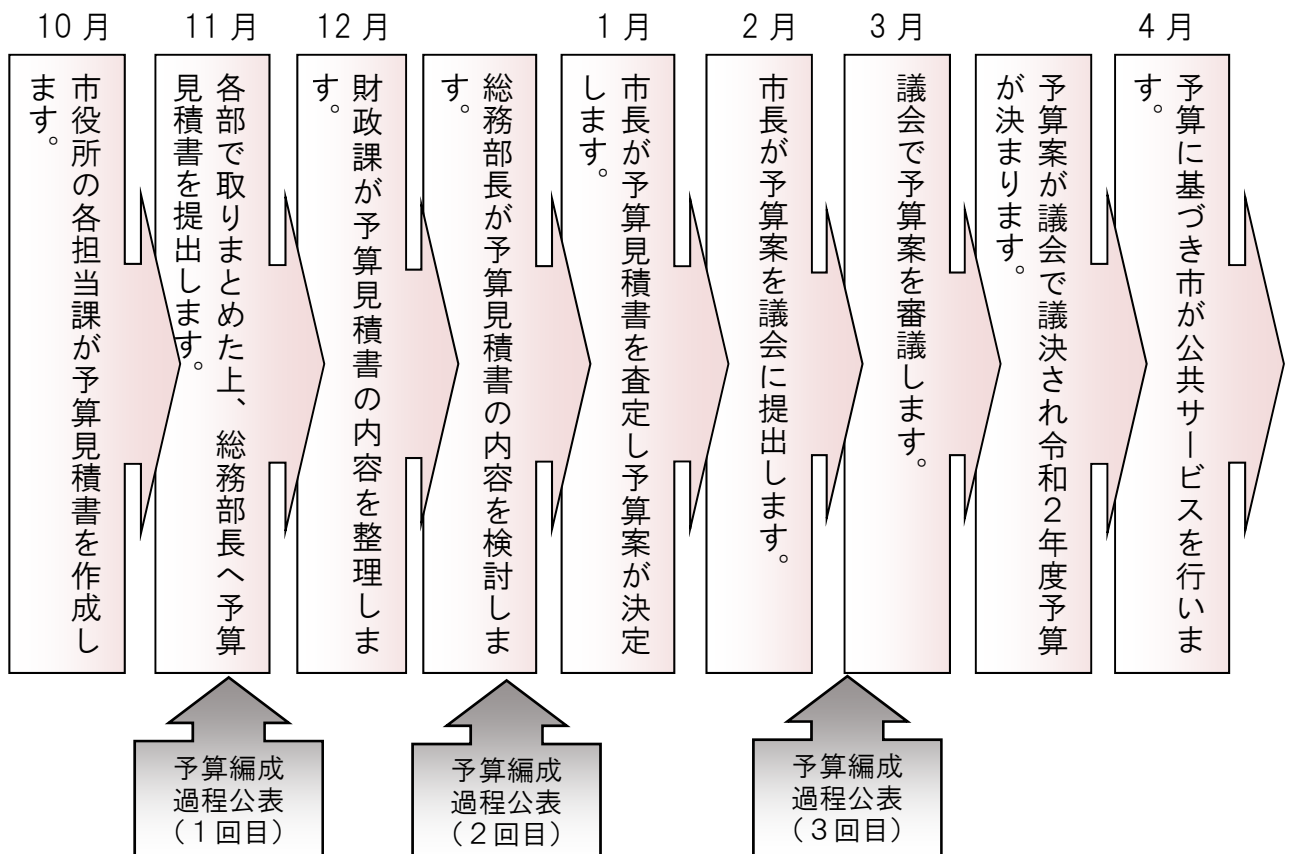 10月
11月
12月
1月
2月
3月
4月
市役所の各担当課が予算見積書を作成し
ます。
各部で取りまとめた上、総務部長へ予算
見積書を提出します。
財政課が予算見積書の内容を整理しま
す。
総務部長が予算見積書の内容を検討しま
す。
市長が予算見積書を査定し予算案が決定
します。
市長が予算案を議会に提出します。
議会で予算案を審議します。
予算案が議会で議決され令和2年度予算
が決まります。
予算に基づき市が公共サービスを行いま
す。
予算編成
過程公表
（1回目）
予算編成
過程公表
（2回目）
予算編成
過程公表
（3回目）